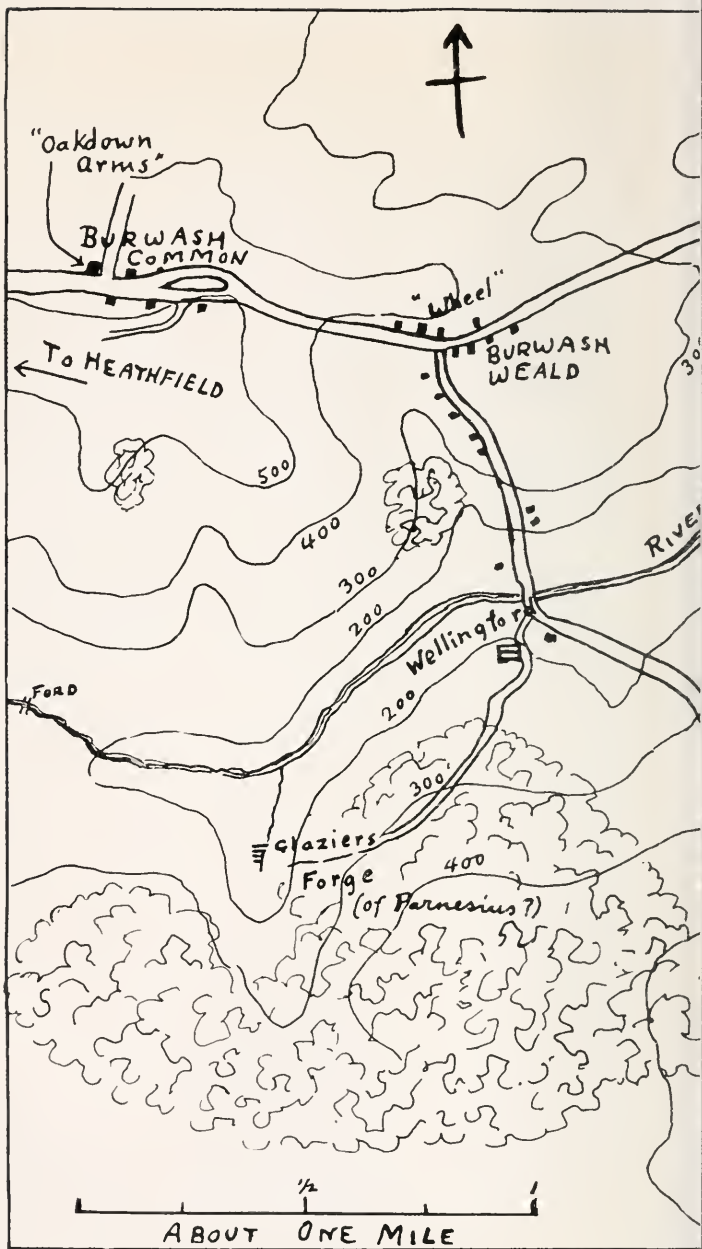 "Oakdown
Arms"
BURWASH
COMMON
"Wheel"
BURWASH
WEALD
TO HEATHFIELD
300
500
400
300
200
RIVER
Wellingford
FORD
200
300
Glaziers
Forge
400
(of Parnesius?)
1/2
1
ABOUT ONE MILE